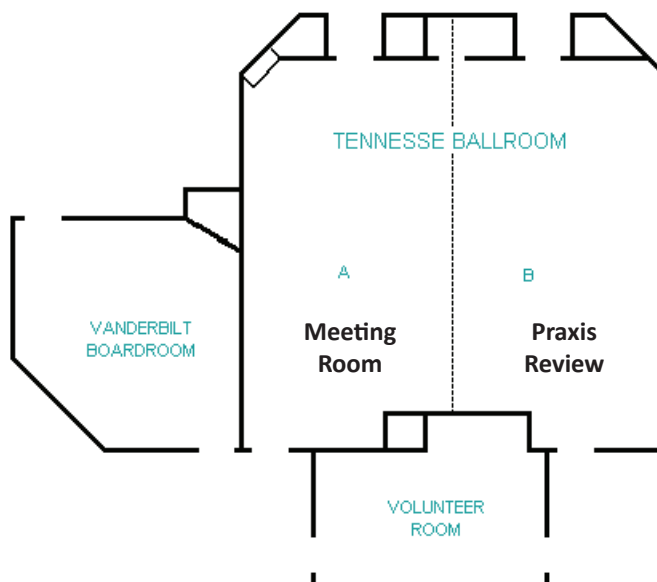 TENNESSE BALLROOM
A
B
VANDERBILT
BOARDROOM
Meeting
Room
Praxis
Review
VOLUNTEER
ROOM